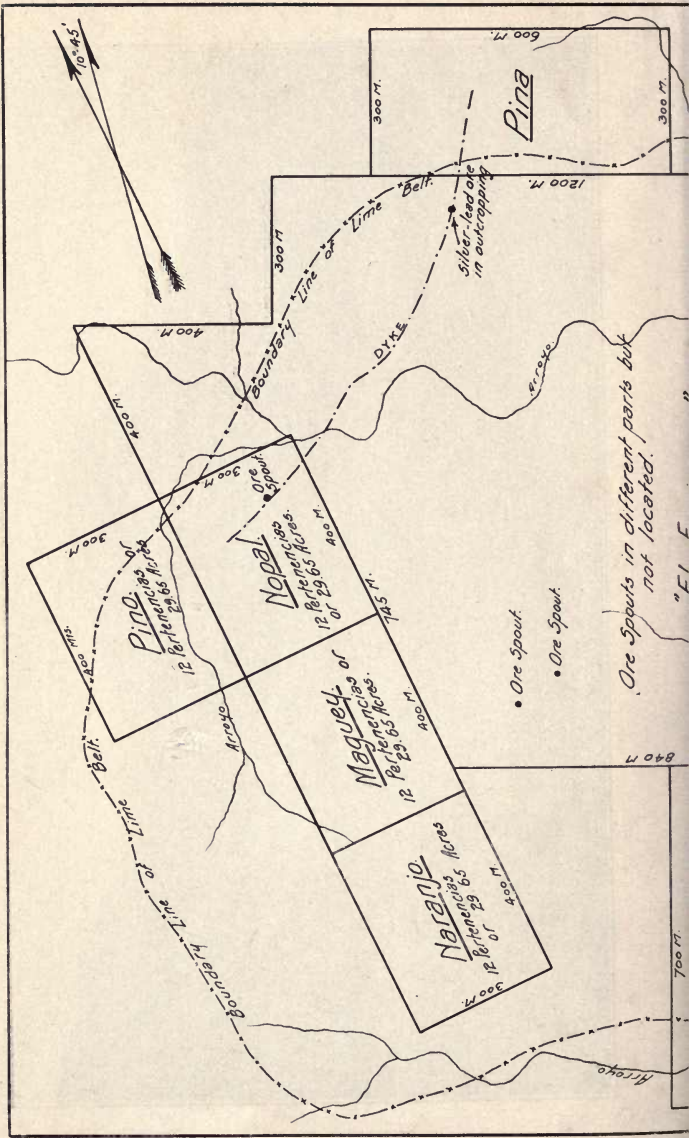 10° 45'
600 M.
300 M.
300 M.
Pina
1200 M.
300 M
400 M.
Boundary Line of Lime Belt.
Silver-lead ore
in outcropping
DYKE
Arroyo
400 M.
300 M
Ore
Spout.
Nopal
12 Pertenencias
or 29.65 Acres.
400 M.
300 M.
Pino
12 Pertenencias or
29.65 Acres
400 Mts.
745 M.
Maguey.
12 Pertenencias or
29.65 Acres.
400 M.
Arroyo
Naranjo.
12 Pertenencias
or 29 65 Acres
400 M.
300 M.
Boundary Line of Lime Belt.
• Ore Spout.
• Ore Spout.
Ore Spouts in different parts but
not located.
840 M.
700 M.
Arroyo